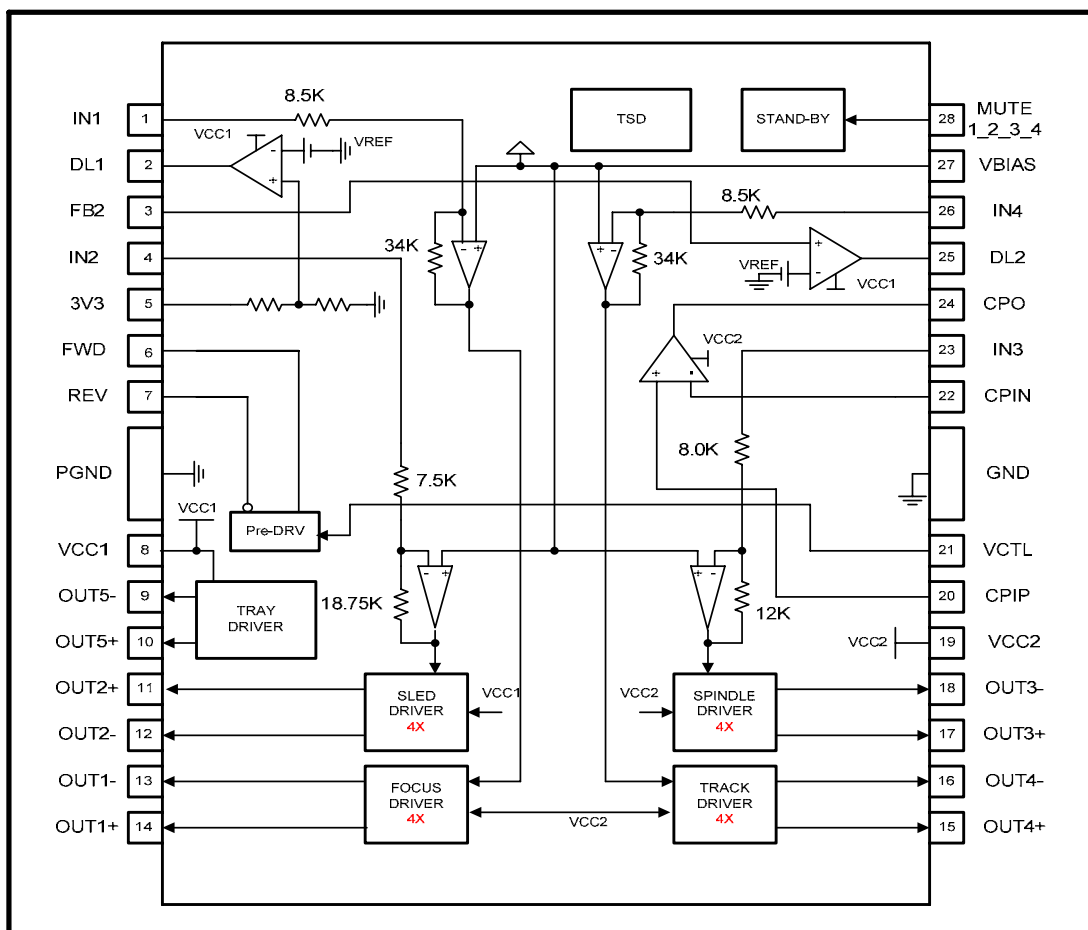 IN1 1 8.5K TSD STAND-BY 28 MUTE 1_2_3_4
VCC1 VREF
DL1 2 27 VBIAS
- +
FB2 3 8.5K 26 IN4
34K - + + - 34K
IN2 4 + - VREF VCC1 25 DL2
3V3 5 24 CPO
FWD 6 VCC2 23 IN3
+ -
REV 7 22 CPIN
8.0K
PGND 7.5K GND
VCC1
Pre-DRV
VCC1 8 21 VCTL
- + + -
OUT5- 9 18.75K 12K 20 CPIP
TRAY DRIVER
OUT5+ 10 VCC2 19 VCC2
OUT2+ 11 SLED DRIVER 4X VCC1 VCC2 SPINDLE DRIVER 4X 18 OUT3-
OUT2- 12 17 OUT3+
OUT1- 13 FOCUS DRIVER 4X VCC2 TRACK DRIVER 4X 16 OUT4-
OUT1+ 14 15 OUT4+